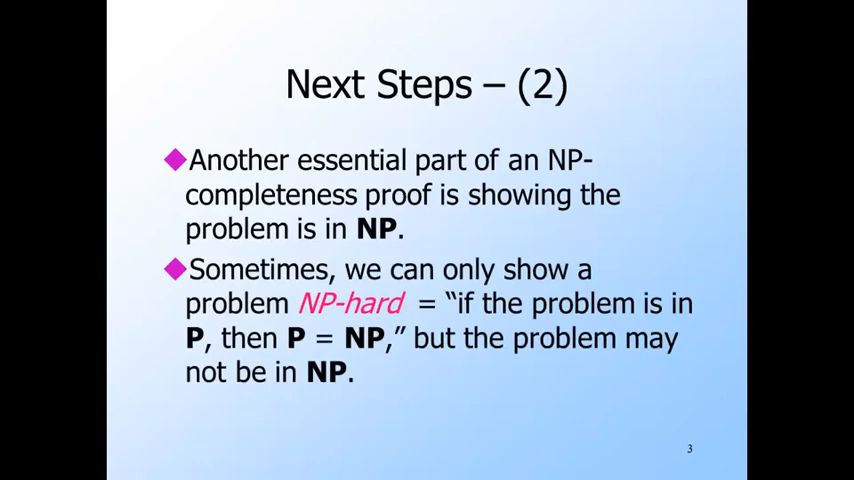 Next Steps – (2)
Another essential part of an NP-
completeness proof is showing the
problem is in NP.
Sometimes, we can only show a
problem NP-hard = “if the problem is in
P, then P = NP,” but the problem may
not be in NP.
3